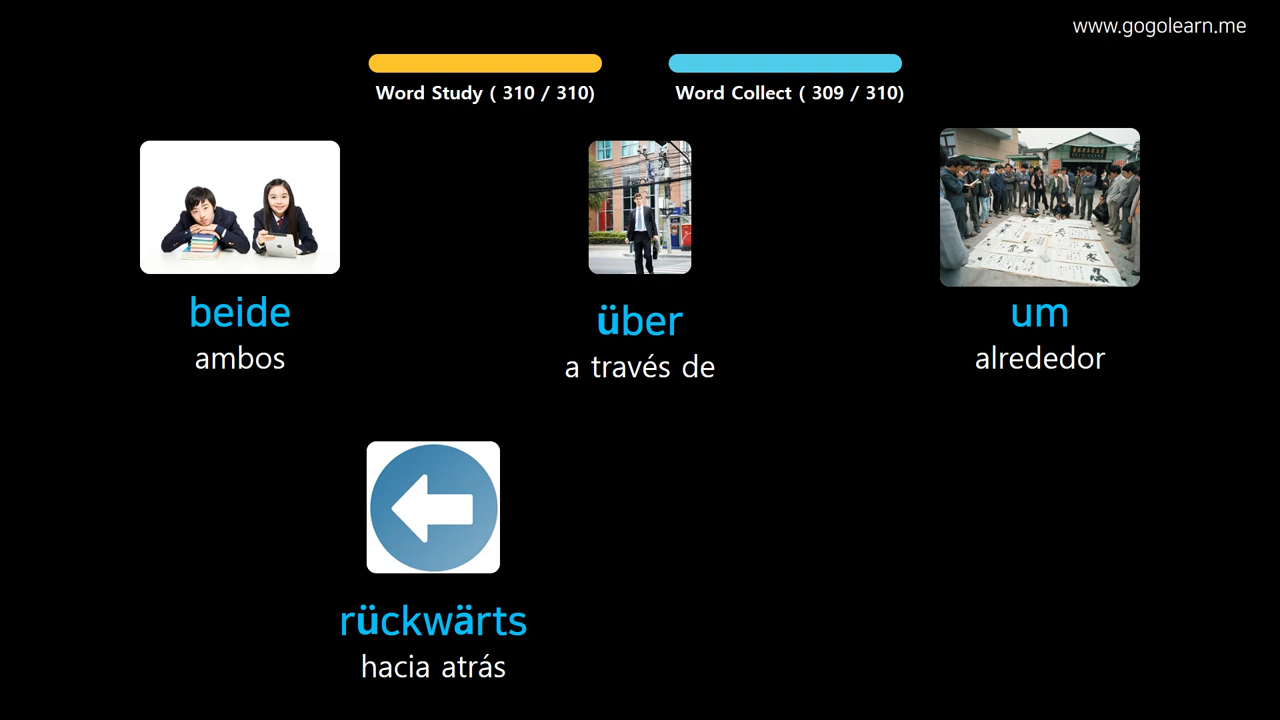 www.gogolearn.me
Word Study ( 310 / 310)
Word Collect ( 309 / 310)
beide
ambos
über
a través de
um
alrededor
rückwärts
hacia atrás